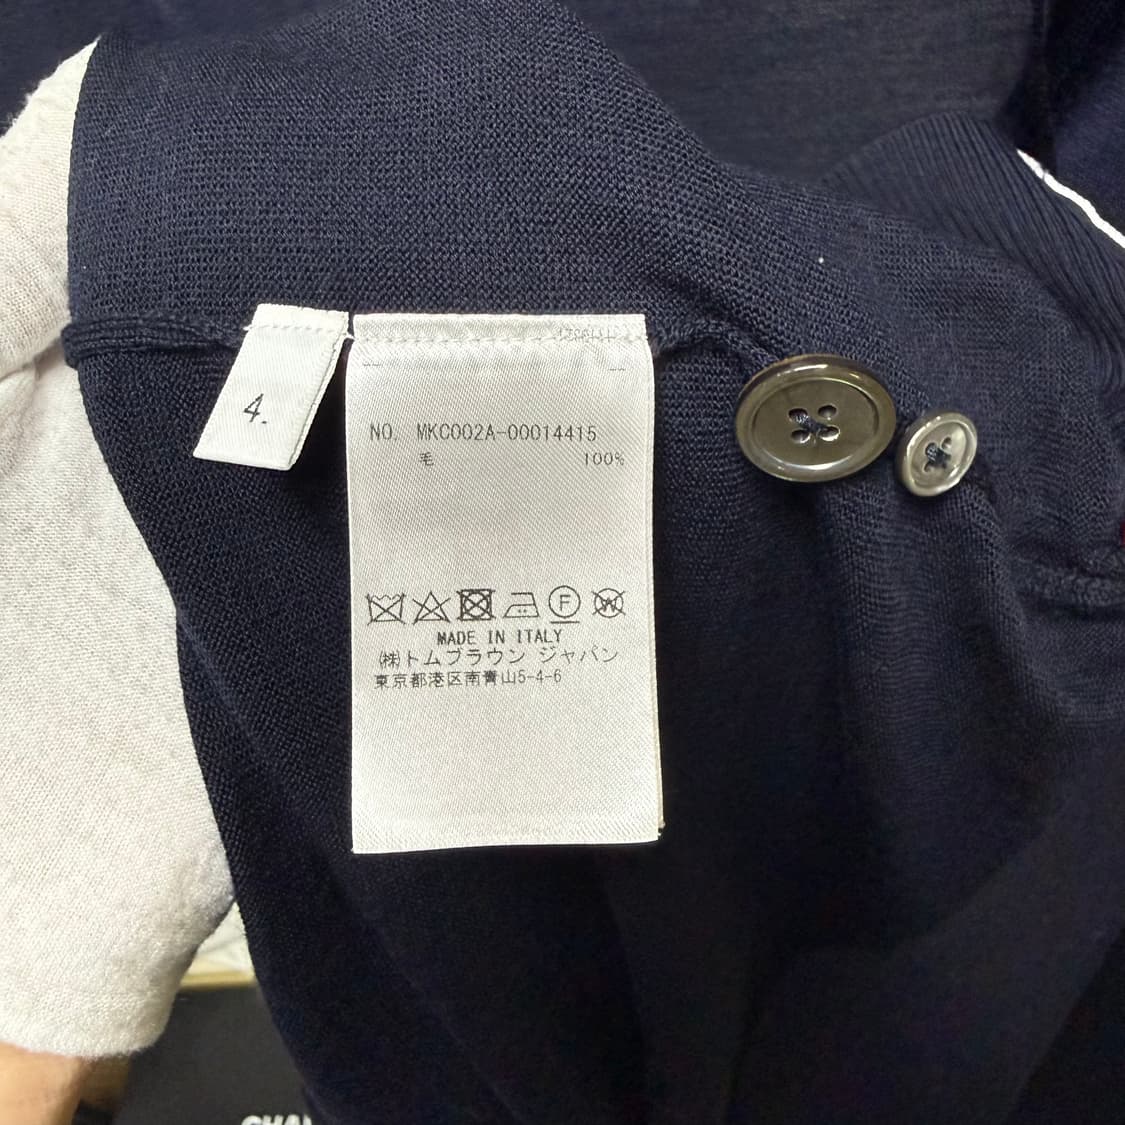 4.
NO. MKC002A-00014415
毛 100%
F
W
MADE IN ITALY
㈱トムブラウン ジャパン
東京都港区南青山5-4-6
CHA